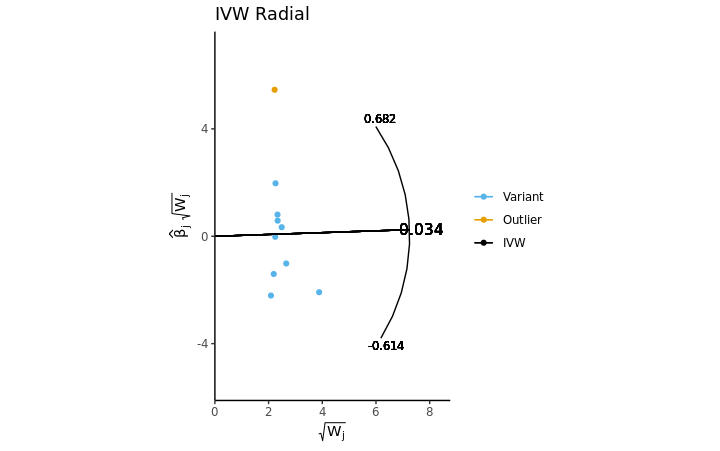 IVW Radial
β̂ⱼ √Wⱼ
4
0
-4
0.682
0.034
-0.614
0 2 4 6 8
√Wⱼ
Variant
Outlier
IVW